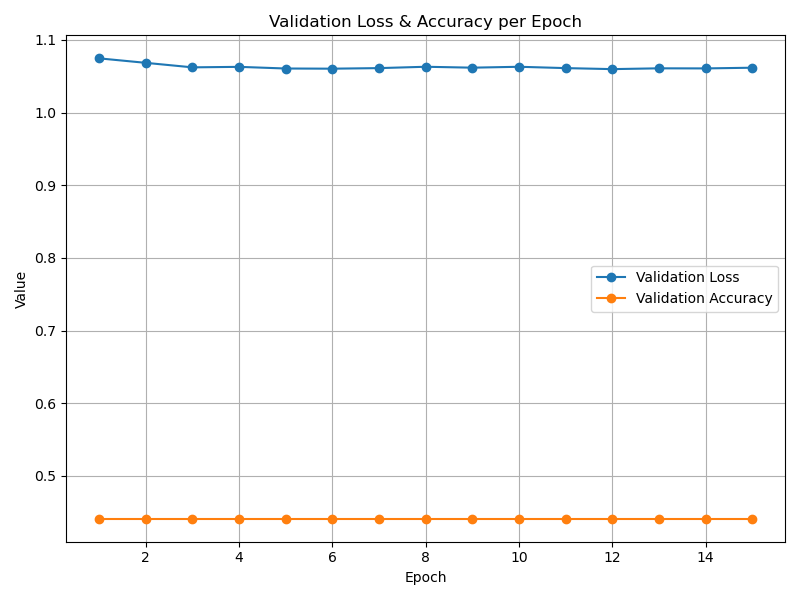 Validation Loss & Accuracy per Epoch
1.1
1.0
0.9
0.8
0.7
0.6
0.5
Value
Validation Loss
Validation Accuracy
2 4 6 8 10 12 14
Epoch